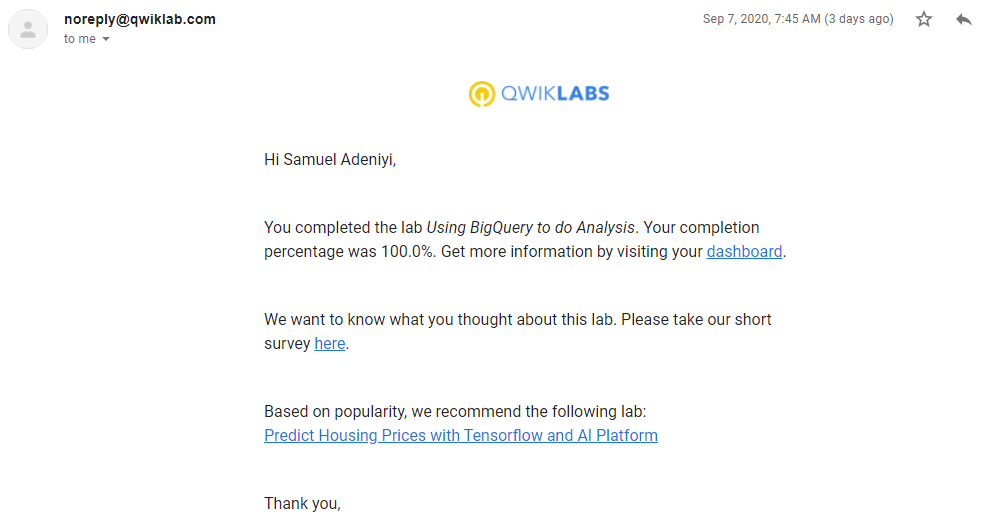 noreply@qwiklab.com
Sep 7, 2020, 7:45 AM (3 days ago)
to me
QWIKLABS
Hi Samuel Adeniyi,
You completed the lab Using BigQuery to do Analysis. Your completion
percentage was 100.0%. Get more information by visiting your dashboard.
We want to know what you thought about this lab. Please take our short
survey here.
Based on popularity, we recommend the following lab:
Predict Housing Prices with Tensorflow and AI Platform
Thank you,